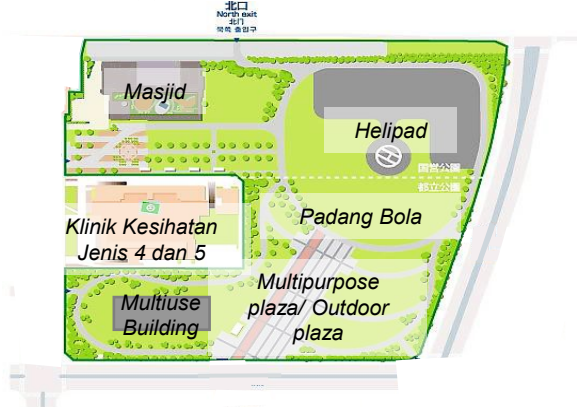 北口
North exit
北门
북쪽 출입구
Masjid
Helipad
国営公園
都立公園
Klinik Kesihatan
Jenis 4 dan 5
Padang Bola
Multipurpose
plaza/ Outdoor
plaza
Multiuse
Building